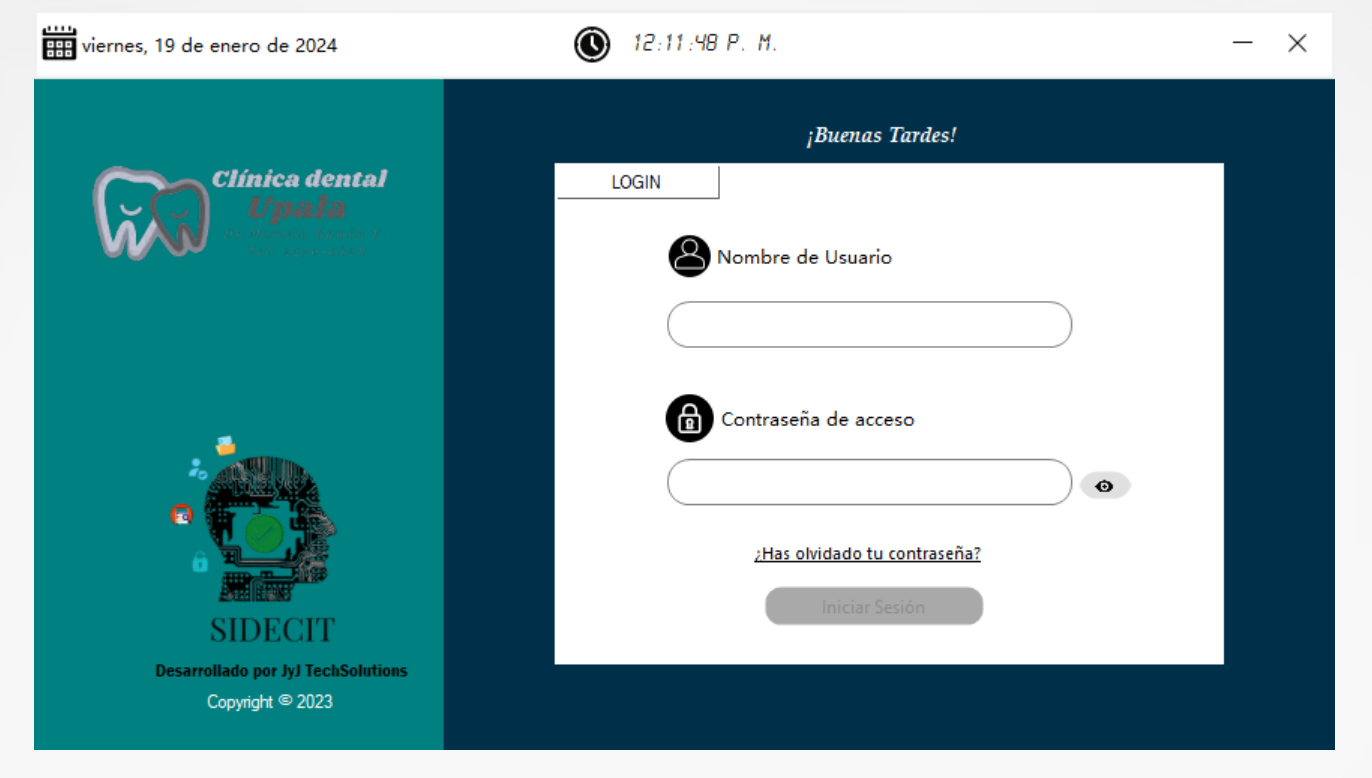 viernes, 19 de enero de 2024
12:11:48 P. M.
Clínica dental
Upala
SIDECIT
Desarrollado por JyJ TechSolutions
Copyright © 2023
¡Buenas Tardes!
LOGIN
Nombre de Usuario
Contraseña de acceso
¿Has olvidado tu contraseña?
Iniciar Sesión